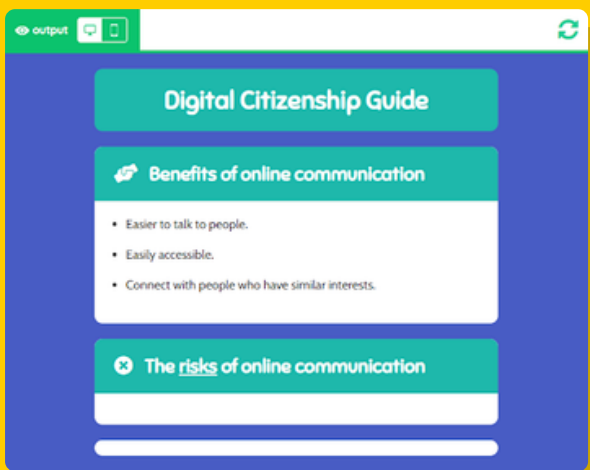 output
Digital Citizenship Guide
Benefits of online communication
• Easier to talk to people.
• Easily accessible.
• Connect with people who have similar interests.
The risks of online communication